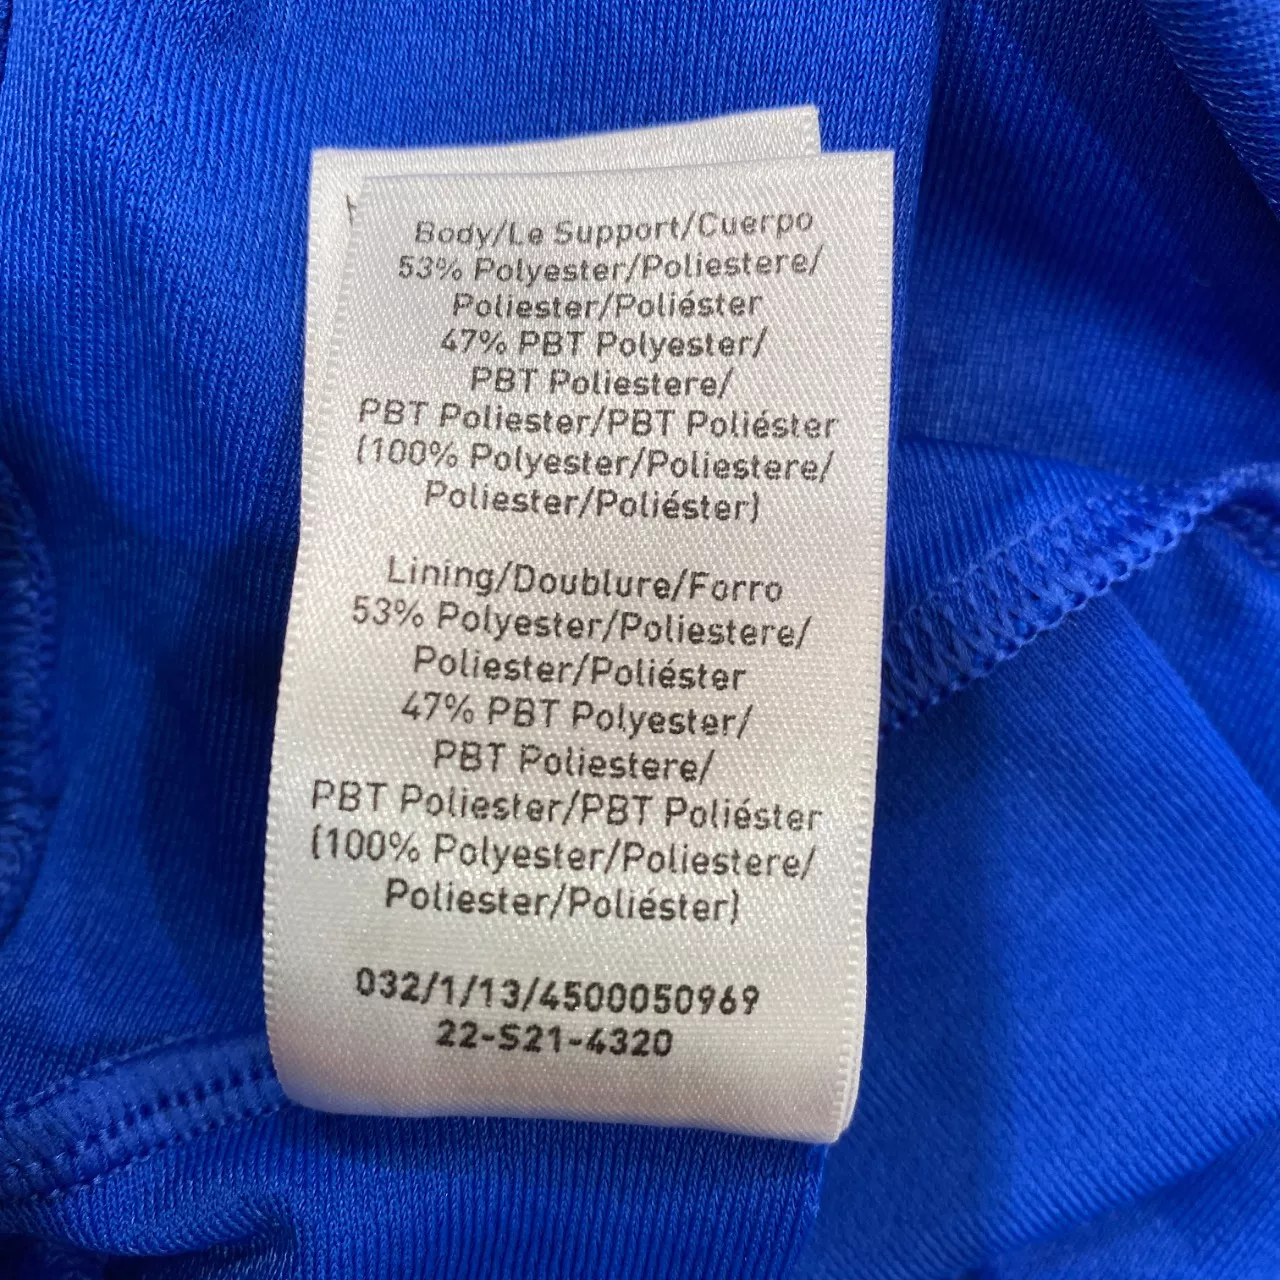 Body/Le Support/Cuerpo
53% Polyester/Poliestere/
Poliester/Poliéster
47% PBT Polyester/
PBT Poliestere/
PBT Poliester/PBT Poliéster
(100% Polyester/Poliestere/
Poliester/Poliéster)
Lining/Doublure/Forro
53% Polyester/Poliestere/
Poliester/Poliéster
47% PBT Polyester/
PBT Poliestere/
PBT Poliester/PBT Poliéster
(100% Polyester/Poliestere/
Poliester/Poliéster)
032/1/13/4500050969
22-S21-4320